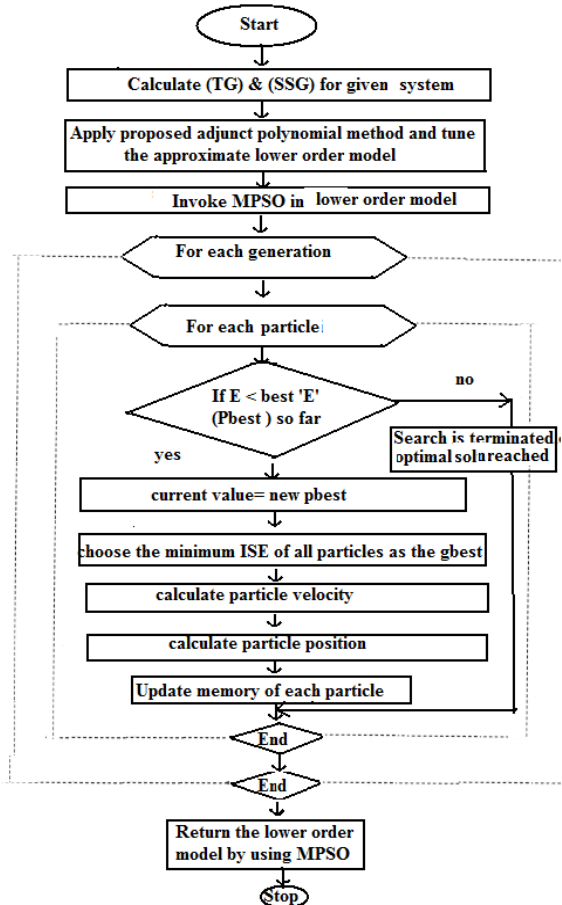 Start
Calculate (TG) & (SSG) for given system
Apply proposed adjunct polynomial method and tune
the approximate lower order model
Invoke MPSO in lower order model
For each generation
For each particle
If E < best 'E'
(Pbest ) so far
no
Search is terminated
optimal solu reached
yes
current value= new pbest
choose the minimum ISE of all particles as the gbest
calculate particle velocity
calculate particle position
Update memory of each particle
End
End
Return the lower order
model by using MPSO
Stop